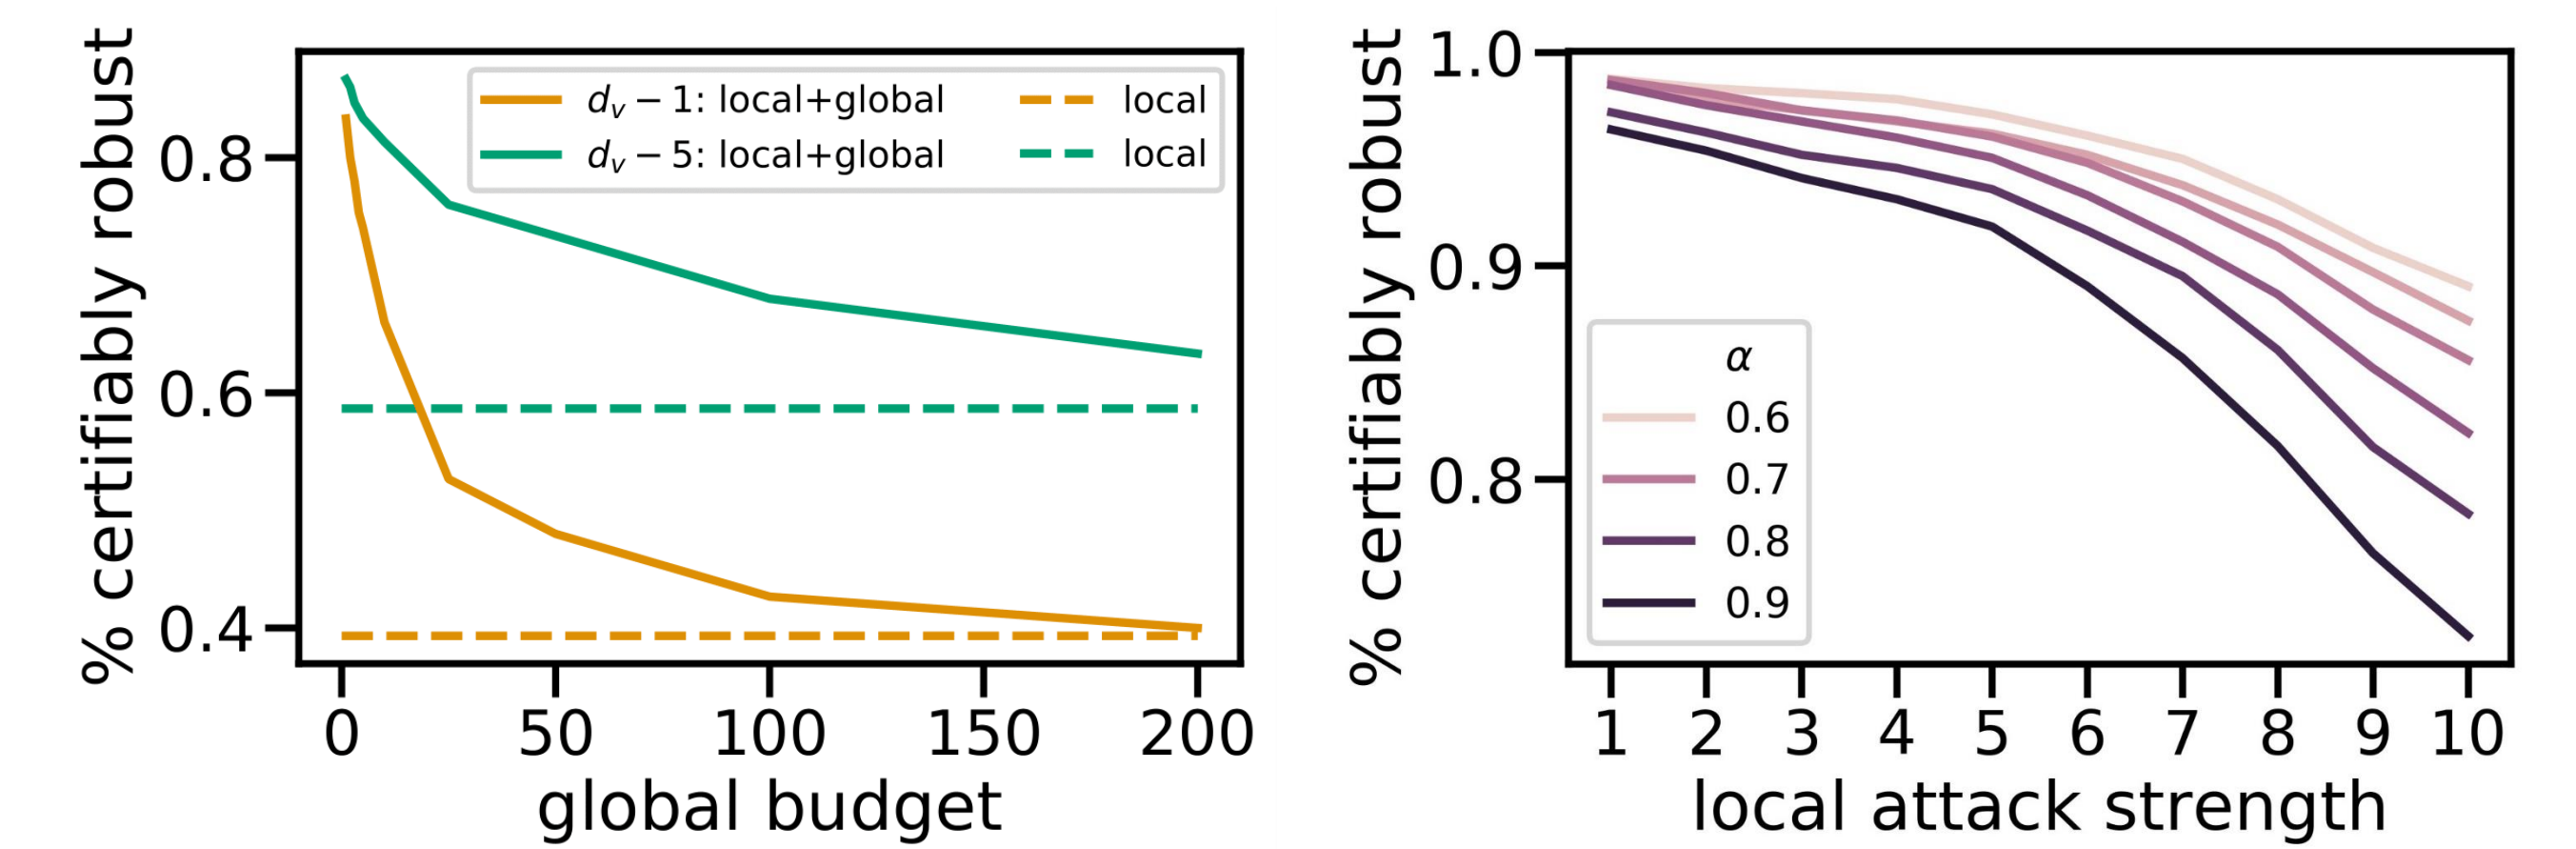 % certifiably robust
0.8
0.6
0.4
d_v − 1: local+global
local
d_v − 5: local+global
local
0 50 100 150 200
global budget
% certifiably robust
1.0
0.9
0.8
α
0.6
0.7
0.8
0.9
1 2 3 4 5 6 7 8 9 10
local attack strength